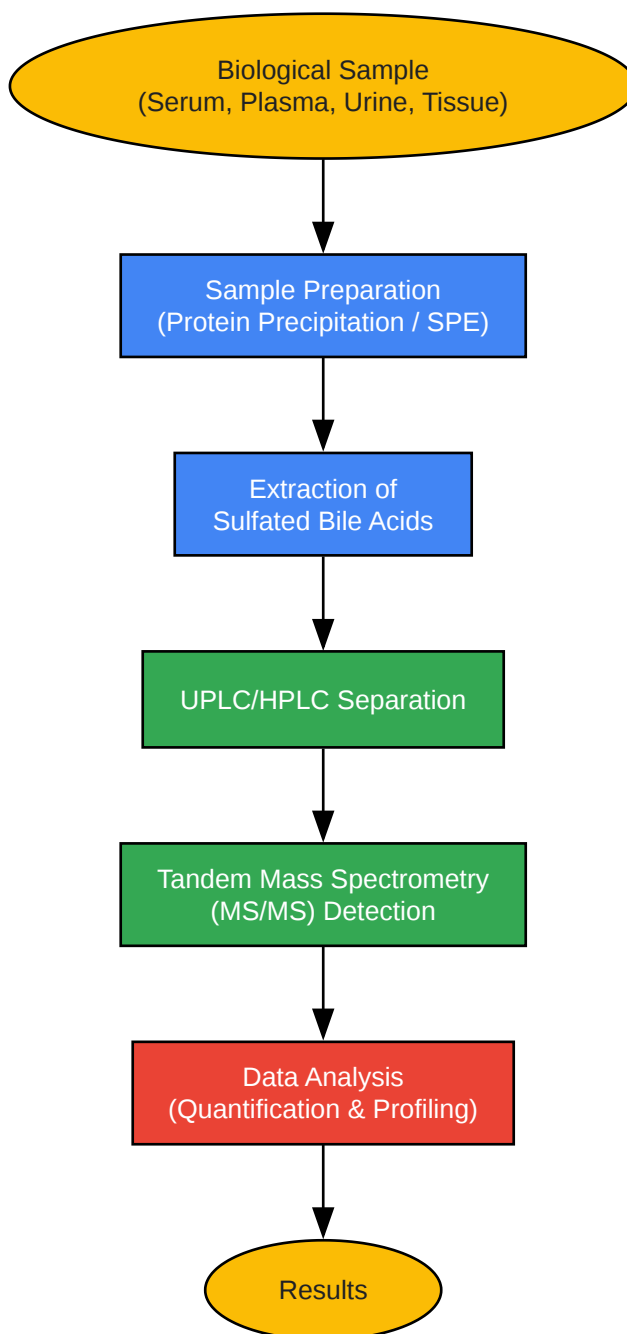 Biological Sample
(Serum, Plasma, Urine, Tissue)
Sample Preparation
(Protein Precipitation / SPE)
Extraction of
Sulfated Bile Acids
UPLC/HPLC Separation
Tandem Mass Spectrometry
(MS/MS) Detection
Data Analysis
(Quantification & Profiling)
Results